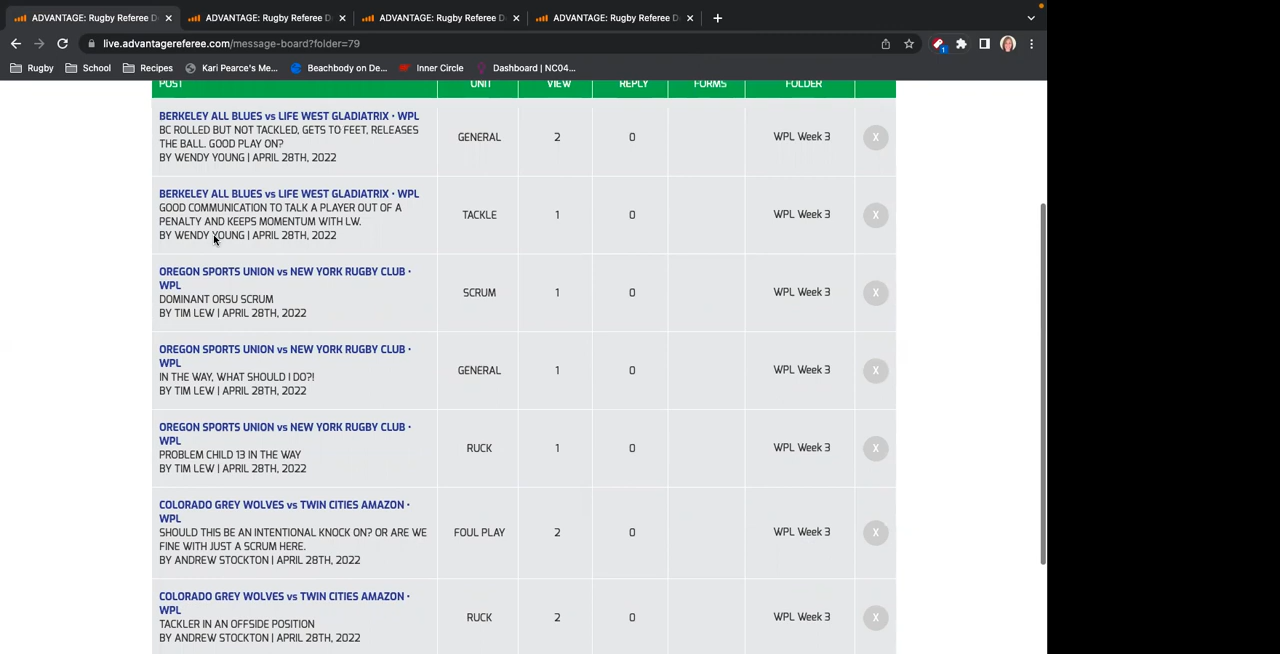 ADVANTAGE: Rugby Referee D
ADVANTAGE: Rugby Referee D
ADVANTAGE: Rugby Referee D
ADVANTAGE: Rugby Referee D
live.advantagereferee.com/message-board?folder=79
1
Rugby
School
Recipes
Kari Pearce's Me...
Beachbody on De...
Inner Circle
Dashboard | NC04...
POST UNIT VIEW REPLY FORMS FOLDER
BERKELEY ALL BLUES vs LIFE WEST GLADIATRIX • WPL
BC ROLLED BUT NOT TACKLED, GETS TO FEET, RELEASES
THE BALL. GOOD PLAY ON?
BY WENDY YOUNG | APRIL 28TH, 2022
GENERAL 2 0 WPL Week 3 X
BERKELEY ALL BLUES vs LIFE WEST GLADIATRIX • WPL
GOOD COMMUNICATION TO TALK A PLAYER OUT OF A
PENALTY AND KEEPS MOMENTUM WITH LW.
BY WENDY YOUNG | APRIL 28TH, 2022
TACKLE 1 0 WPL Week 3 X
OREGON SPORTS UNION vs NEW YORK RUGBY CLUB •
WPL
DOMINANT ORSU SCRUM
BY TIM LEW | APRIL 28TH, 2022
SCRUM 1 0 WPL Week 3 X
OREGON SPORTS UNION vs NEW YORK RUGBY CLUB •
WPL
IN THE WAY, WHAT SHOULD I DO?!
BY TIM LEW | APRIL 28TH, 2022
GENERAL 1 0 WPL Week 3 X
OREGON SPORTS UNION vs NEW YORK RUGBY CLUB •
WPL
PROBLEM CHILD 13 IN THE WAY
BY TIM LEW | APRIL 28TH, 2022
RUCK 1 0 WPL Week 3 X
COLORADO GREY WOLVES vs TWIN CITIES AMAZON •
WPL
SHOULD THIS BE AN INTENTIONAL KNOCK ON? OR ARE WE
FINE WITH JUST A SCRUM HERE.
BY ANDREW STOCKTON | APRIL 28TH, 2022
FOUL PLAY 2 0 WPL Week 3 X
COLORADO GREY WOLVES vs TWIN CITIES AMAZON •
WPL
TACKLER IN AN OFFSIDE POSITION
BY ANDREW STOCKTON | APRIL 28TH, 2022
RUCK 2 0 WPL Week 3 X